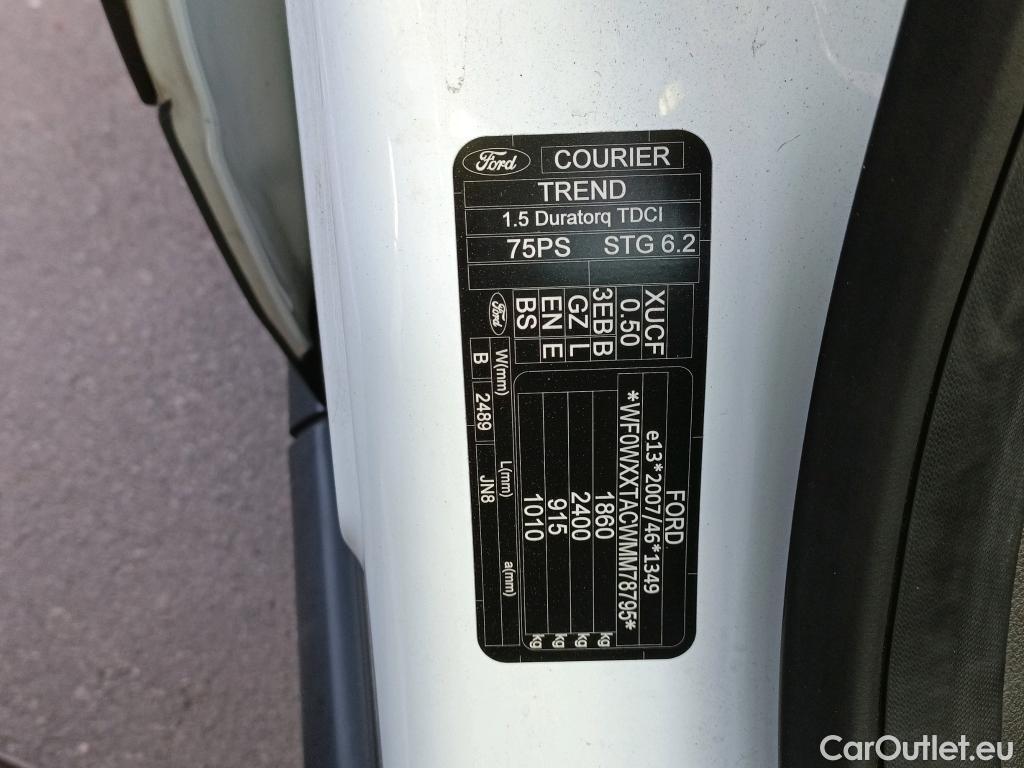 Ford COURIER
TREND
1.5 Duratorq TDCI
75PS STG 6.2
XUCF
0.50
3EB B
GZ L
EN E
BS
Ford
FORD
e13*2007/46*1349
*WF0WXXTACWMM78795*
1860 kg
2400 kg
915 kg
1010 kg
W(mm) L(mm) a(mm)
B 2489 JN8
CarOutlet.eu